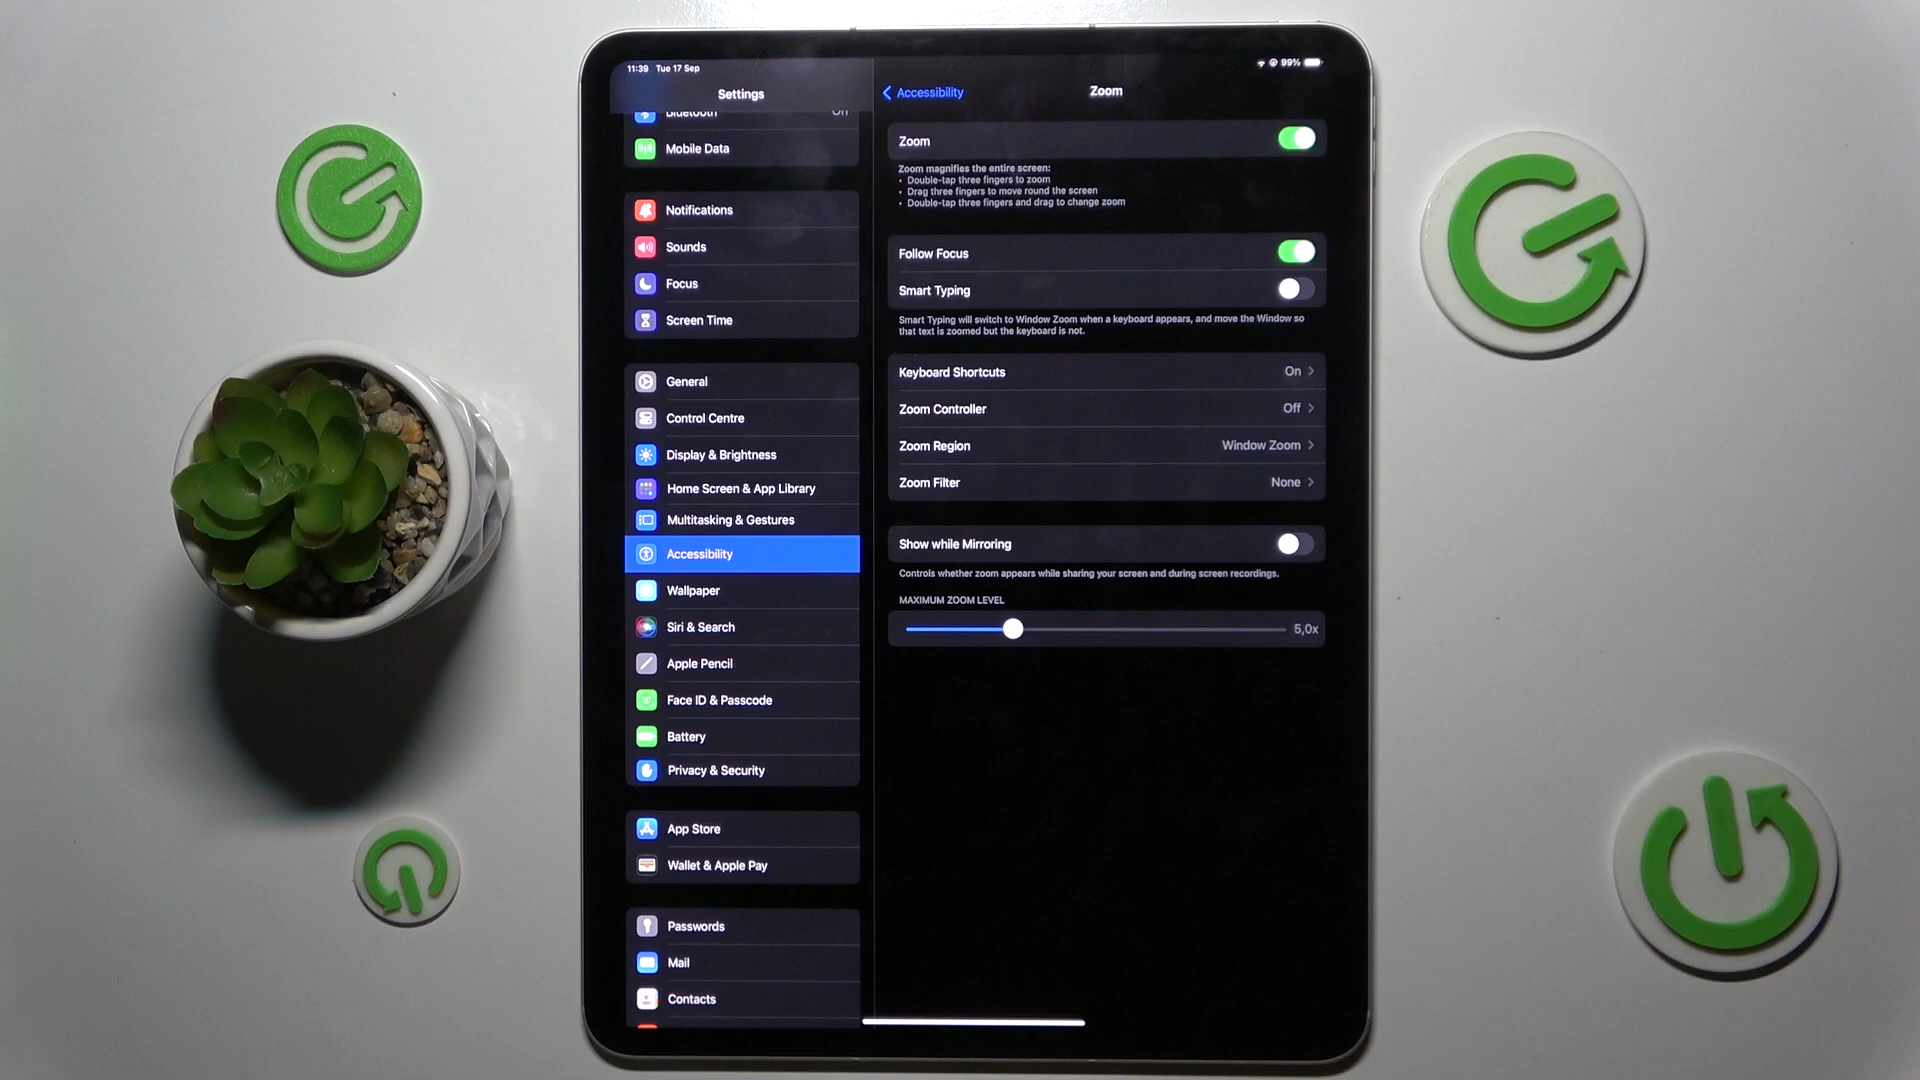 11:39 Tue 17 Sep
99%
Settings
Bluetooth On
Mobile Data
Notifications
Sounds
Focus
Screen Time
General
Control Centre
Display & Brightness
Home Screen & App Library
Multitasking & Gestures
Accessibility
Wallpaper
Siri & Search
Apple Pencil
Face ID & Passcode
Battery
Privacy & Security
App Store
Wallet & Apple Pay
Passwords
Mail
Contacts
Accessibility
Zoom
Zoom
Zoom magnifies the entire screen:
• Double-tap three fingers to zoom
• Drag three fingers to move round the screen
• Double-tap three fingers and drag to change zoom
Follow Focus
Smart Typing
Smart Typing will switch to Window Zoom when a keyboard appears, and move the Window so
that text is zoomed but the keyboard is not.
Keyboard Shortcuts On
Zoom Controller Off
Zoom Region Window Zoom
Zoom Filter None
Show while Mirroring
Controls whether zoom appears while sharing your screen and during screen recordings.
MAXIMUM ZOOM LEVEL
5,0x